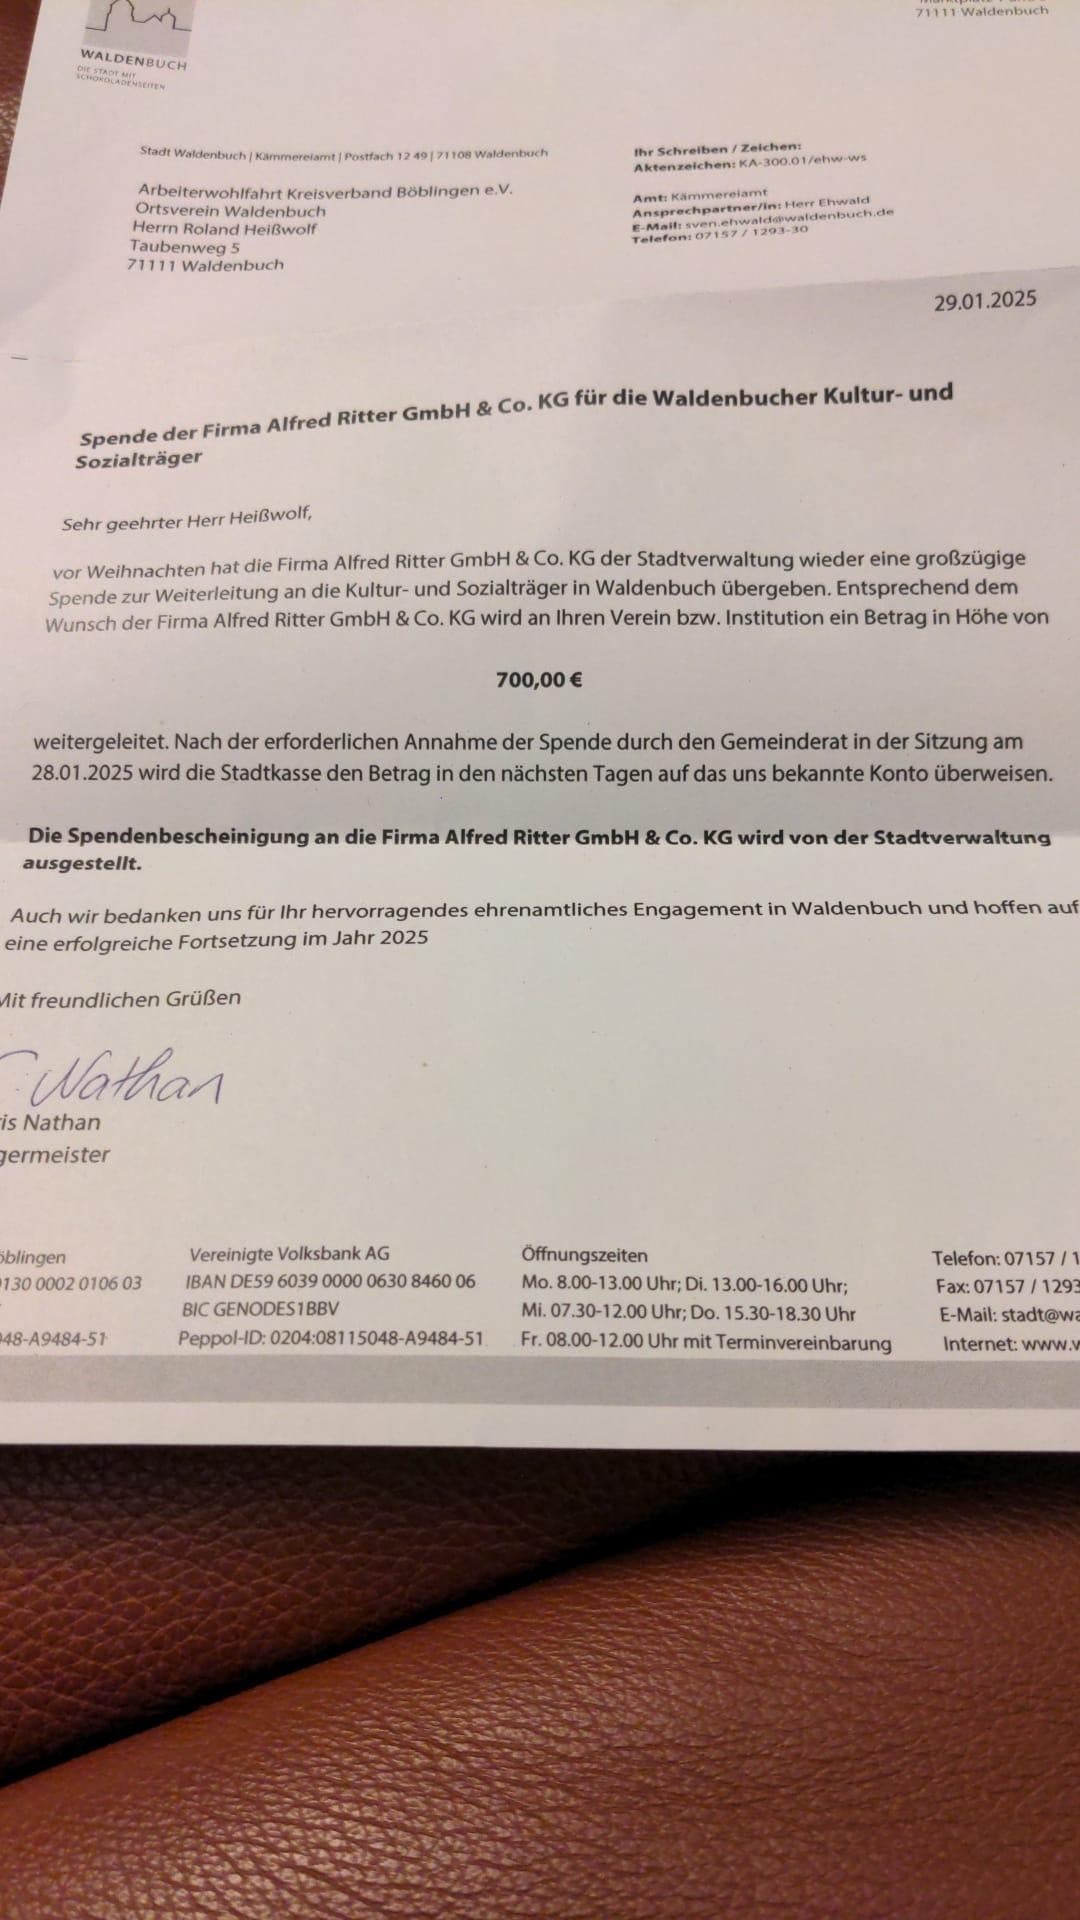 71111 Waldenbuch
WALDENBUCH
DIE STADT MIT
SCHOKOLADENSEITEN
Stadt Waldenbuch | Kämmereiamt | Postfach 12 49 | 71108 Waldenbuch
Arbeiterwohlfahrt Kreisverband Böblingen e.V.
Ortsverein Waldenbuch
Herrn Roland Heißwolf
Taubenweg 5
71111 Waldenbuch
Ihr Schreiben / Zeichen:
Aktenzeichen: KA-300.01/ehw-ws
Amt: Kämmereiamt
Ansprechpartner/in: Herr Ehwald
E-Mail: sven.ehwald@waldenbuch.de
Telefon: 07157 / 1293-30
29.01.2025
Spende der Firma Alfred Ritter GmbH & Co. KG für die Waldenbucher Kultur- und
Sozialträger
Sehr geehrter Herr Heißwolf,
vor Weihnachten hat die Firma Alfred Ritter GmbH & Co. KG der Stadtverwaltung wieder eine großzügige
Spende zur Weiterleitung an die Kultur- und Sozialträger in Waldenbuch übergeben. Entsprechend dem
Wunsch der Firma Alfred Ritter GmbH & Co. KG wird an Ihren Verein bzw. Institution ein Betrag in Höhe von
700,00 €
weitergeleitet. Nach der erforderlichen Annahme der Spende durch den Gemeinderat in der Sitzung am
28.01.2025 wird die Stadtkasse den Betrag in den nächsten Tagen auf das uns bekannte Konto überweisen.
Die Spendenbescheinigung an die Firma Alfred Ritter GmbH & Co. KG wird von der Stadtverwaltung
ausgestellt.
Auch wir bedanken uns für Ihr hervorragendes ehrenamtliches Engagement in Waldenbuch und hoffen auf
eine erfolgreiche Fortsetzung im Jahr 2025
Mit freundlichen Grüßen
C. Nathan
ris Nathan
germeister
öblingen
0130 0002 0106 03
048-A9484-51
Vereinigte Volksbank AG
IBAN DE59 6039 0000 0630 8460 06
BIC GENODES1BBV
Peppol-ID: 0204:08115048-A9484-51
Öffnungszeiten
Mo. 8.00-13.00 Uhr; Di. 13.00-16.00 Uhr;
Mi. 07.30-12.00 Uhr; Do. 15.30-18.30 Uhr
Fr. 08.00-12.00 Uhr mit Terminvereinbarung
Telefon: 07157 / 1
Fax: 07157 / 1293
E-Mail: stadt@wa
Internet: www.w